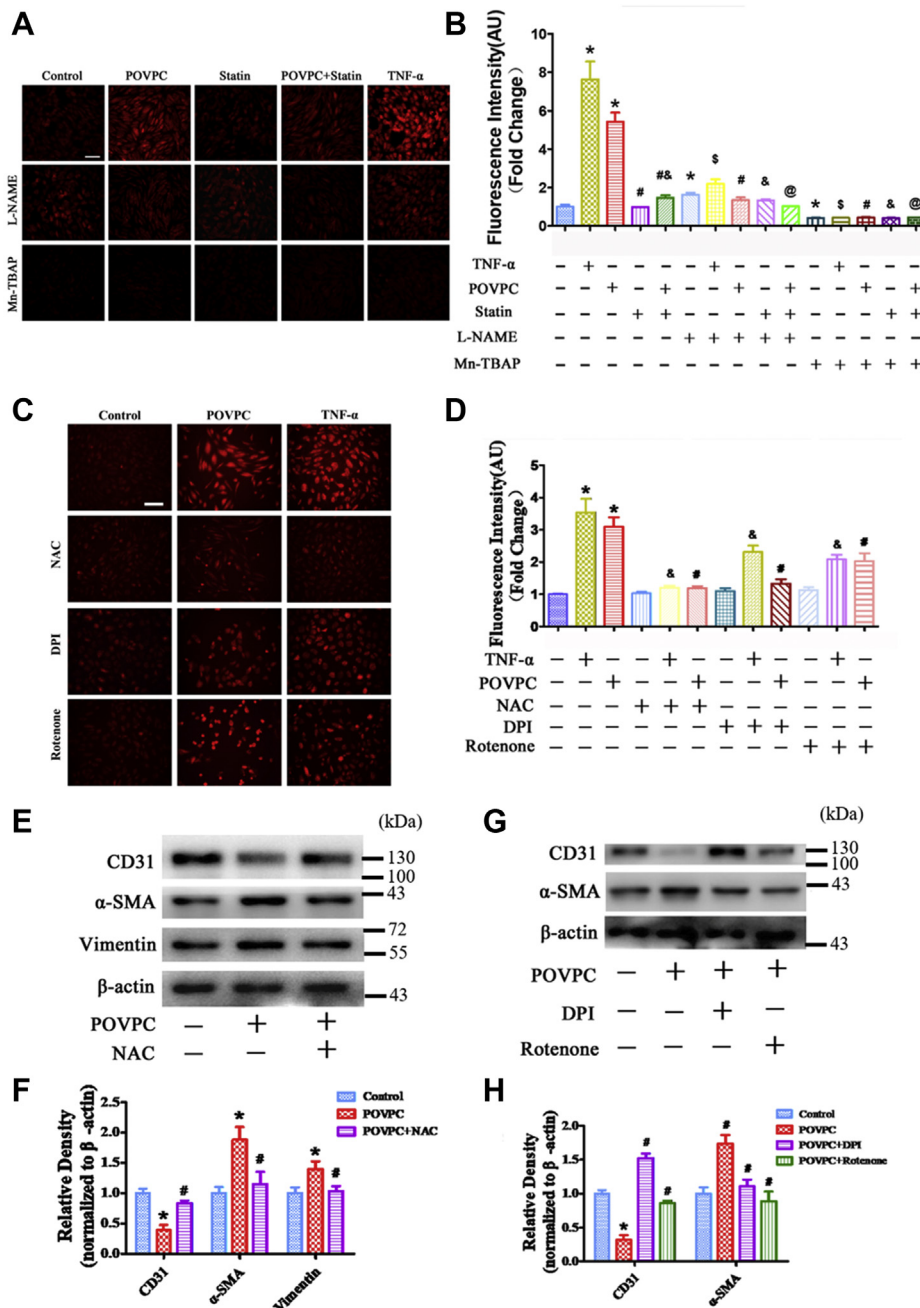 A
Control POVPC Statin POVPC+Statin TNF-α
L-NAME
Mn-TBAP
B
Fluorescence Intensity(AU)
(Fold Change)
10
8
6
4
2
0
* * # #& # * $ # & @ * $ # & @
TNF-α − + − − − − + − − − − + − − −
POVPC − − + − + − − + − + − − + − +
Statin − − − + + − − − + + − − − + +
L-NAME − − − − − + + + + + − − − − −
Mn-TBAP − − − − − − − − − − + + + + +
C
Control POVPC TNF-α
NAC
DPI
Rotenone
D
Fluorescence Intensity(AU)
(Fold Change)
5
4
3
2
1
0
* * & # & # & #
TNF-α − + − − + − − + − − + −
POVPC − − + − − + − − + − − +
NAC − − − + + + − − − − − −
DPI − − − − − − + + + − − −
Rotenone − − − − − − − − − + + +
E
(kDa)
CD31 130
100
α-SMA 43
Vimentin 72
55
β-actin 43
POVPC − + +
NAC − − +
G
(kDa)
CD31 130
100
α-SMA 43
β-actin 43
POVPC − + + +
DPI − − + −
Rotenone − − − +
F
Relative Density
(normalized to β -actin)
2.5
2.0
1.5
1.0
0.5
0.0
Control
POVPC
POVPC+NAC
* # * # * #
CD31 α-SMA Vimentin
H
Relative Density
(normalized to β -actin)
2.0
1.5
1.0
0.5
0.0
Control
POVPC
POVPC+DPI
POVPC+Rotenone
* # # * # #
CD31 α-SMA